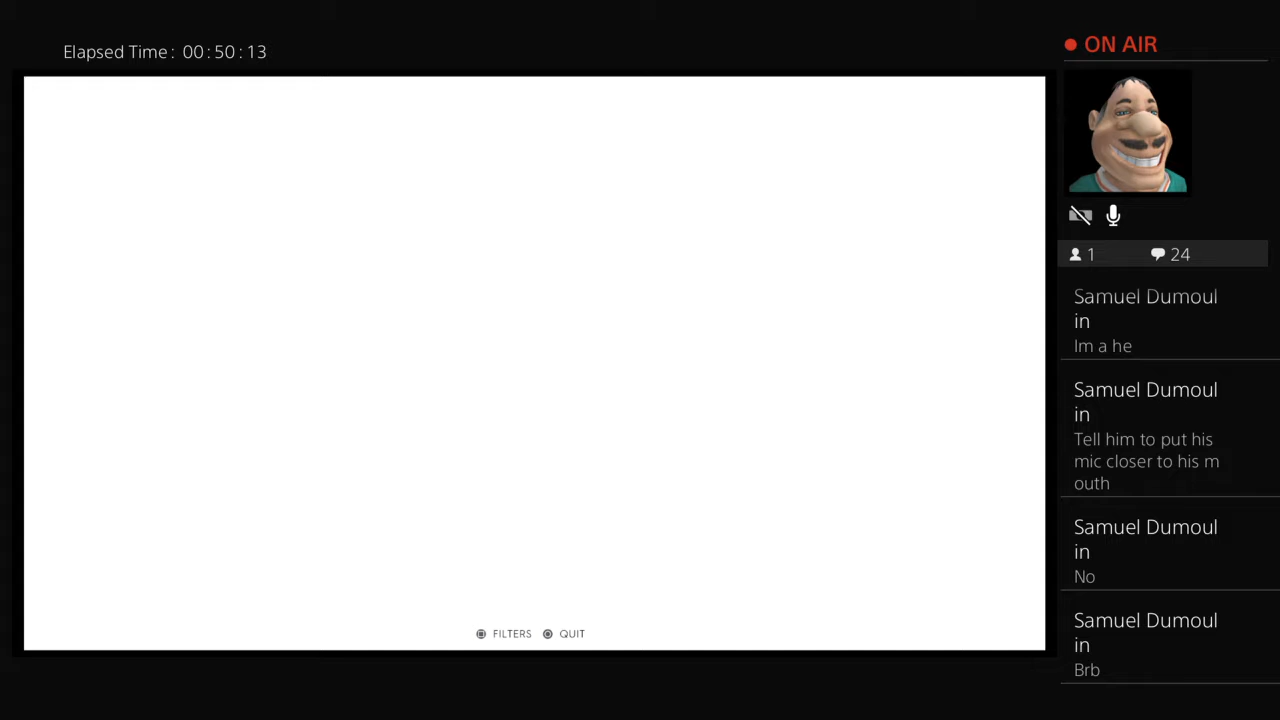 Elapsed Time: 00:50:13
ON AIR
1 24
Samuel Dumoul
in
Im a he
Samuel Dumoul
in
Tell him to put his
mic closer to his m
outh
Samuel Dumoul
in
No
Samuel Dumoul
in
Brb
FILTERS QUIT